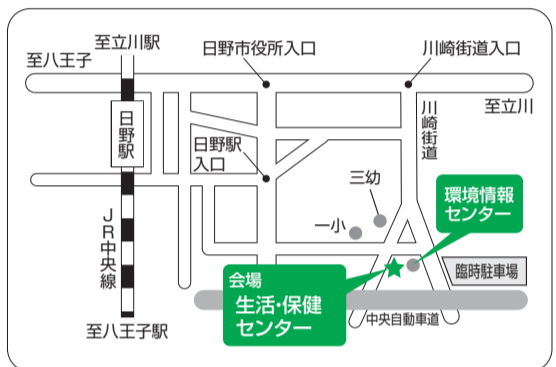 至立川駅
日野市役所入口
川崎街道入口
至八王子
至立川
日野駅
川崎街道
日野駅
入口
三幼
環境情報
センター
一小
JR中央線
会場
生活・保健
センター
臨時駐車場
中央自動車道
至八王子駅